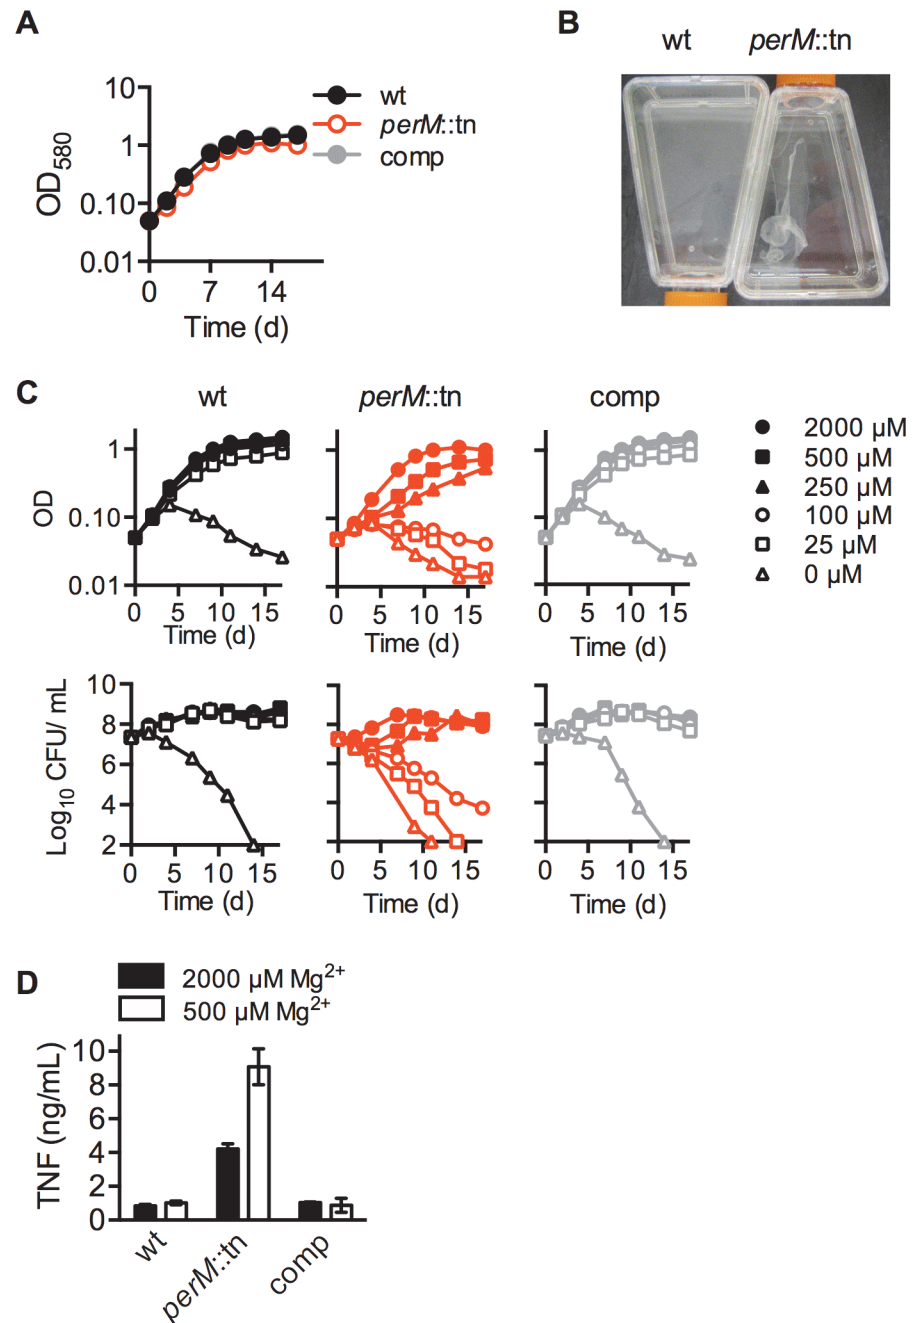 A
10
1
0.10
0.01
OD580
0
7
14
Time (d)
wt
perM::tn
comp
B
wt
perM::tn
C
wt
perM::tn
comp
1
0.10
0.01
OD
0
5
10
15
Time (d)
0
5
10
15
Time (d)
0
5
10
15
Time (d)
2000 µM
500 µM
250 µM
100 µM
25 µM
0 µM
10
8
6
4
2
Log10 CFU/ mL
0
5
10
15
Time (d)
0
5
10
15
Time (d)
0
5
10
15
Time (d)
D
2000 µM Mg2+
500 µM Mg2+
10
8
6
4
2
0
TNF (ng/mL)
wt
perM::tn
comp